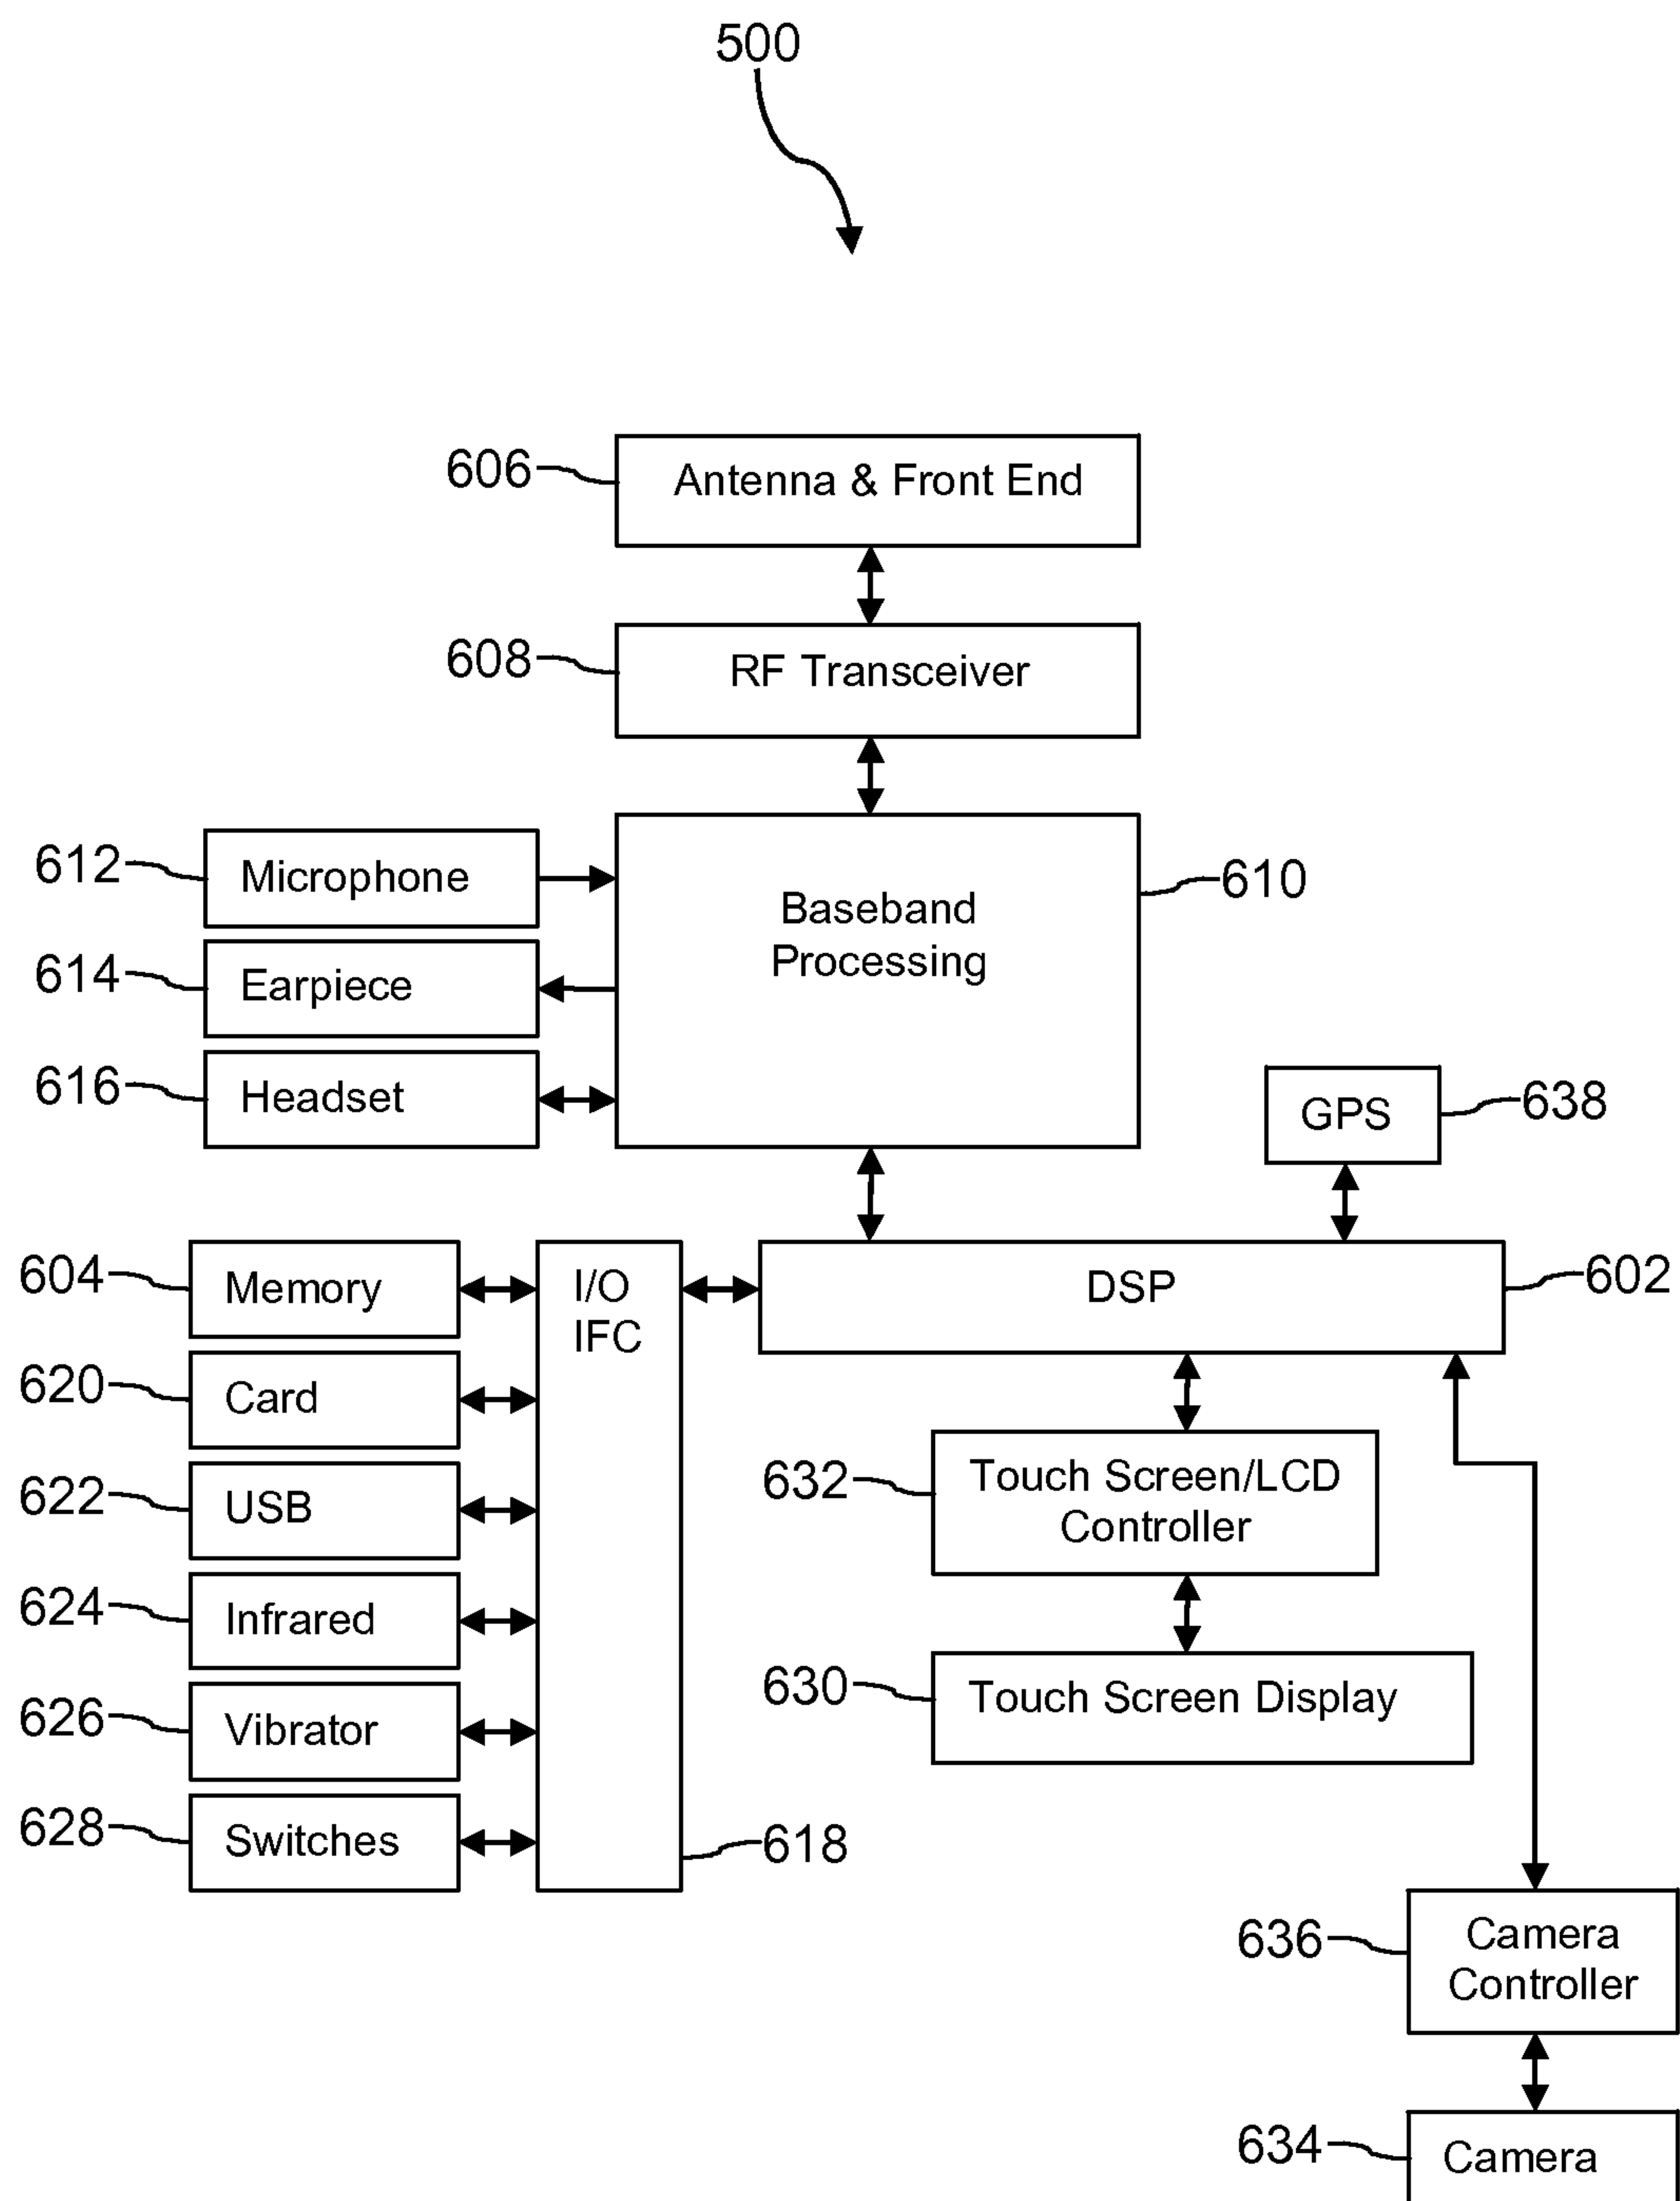 500
606
Antenna & Front End
608
RF Transceiver
612
Microphone
Baseband
Processing
610
614
Earpiece
616
Headset
GPS
638
604
Memory
I/O
IFC
DSP
602
620
Card
622
USB
632
Touch Screen/LCD
Controller
624
Infrared
626
Vibrator
630
Touch Screen Display
628
Switches
618
636
Camera
Controller
634
Camera